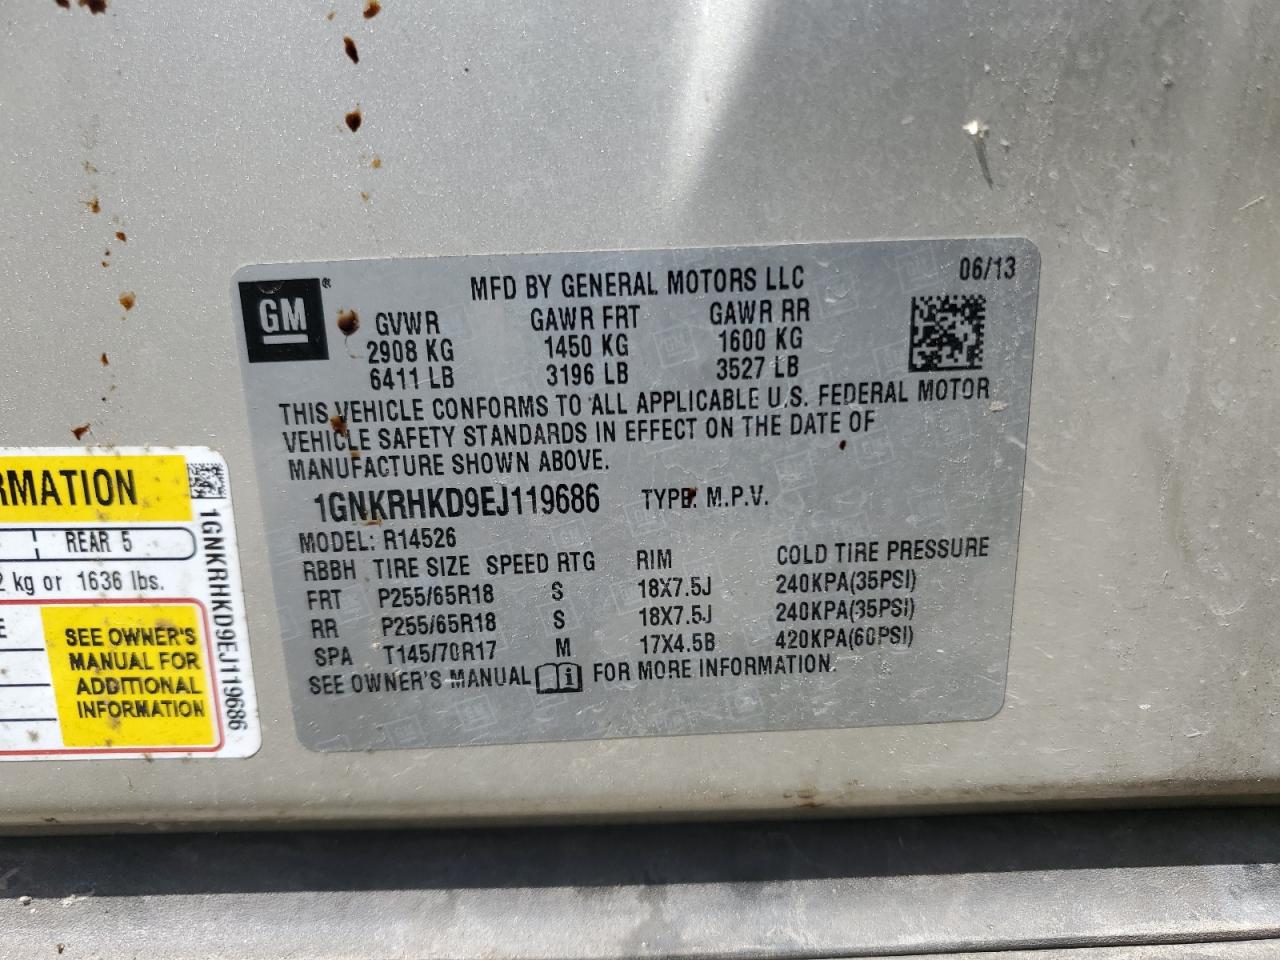 MFD BY GENERAL MOTORS LLC
06/13
GM®
GVWR GAWR FRT GAWR RR
2908 KG 1450 KG 1600 KG
6411 LB 3196 LB 3527 LB
THIS VEHICLE CONFORMS TO ALL APPLICABLE U.S. FEDERAL MOTOR
VEHICLE SAFETY STANDARDS IN EFFECT ON THE DATE OF
MANUFACTURE SHOWN ABOVE.
1GNKRHKD9EJ119686 TYPE: M.P.V.
MODEL: R14526
RBBH TIRE SIZE SPEED RTG RIM COLD TIRE PRESSURE
FRT P255/65R18 S 18X7.5J 240KPA(35PSI)
RR P255/65R18 S 18X7.5J 240KPA(35PSI)
SPA T145/70R17 M 17X4.5B 420KPA(60PSI)
SEE OWNER'S MANUAL FOR MORE INFORMATION.
RMATION
REAR 5
2 kg or 1636 lbs.
E
SEE OWNER'S
MANUAL FOR
ADDITIONAL
INFORMATION
1GNKRHKD9EJ119686